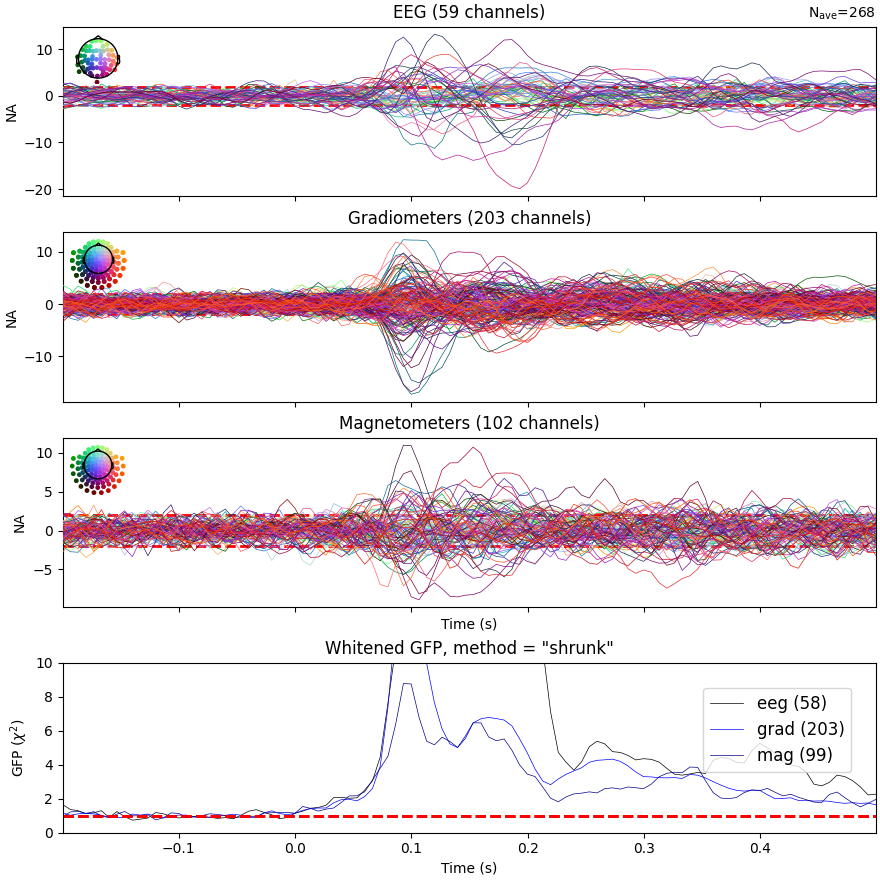 EEG (59 channels)
N_ave=268
10
0
−10
−20
NA
Gradiometers (203 channels)
10
0
−10
NA
Magnetometers (102 channels)
10
5
0
−5
NA
Time (s)
Whitened GFP, method = "shrunk"
10
8
6
4
2
0
GFP (χ²)
eeg (58)
grad (203)
mag (99)
−0.1 0.0 0.1 0.2 0.3 0.4
Time (s)